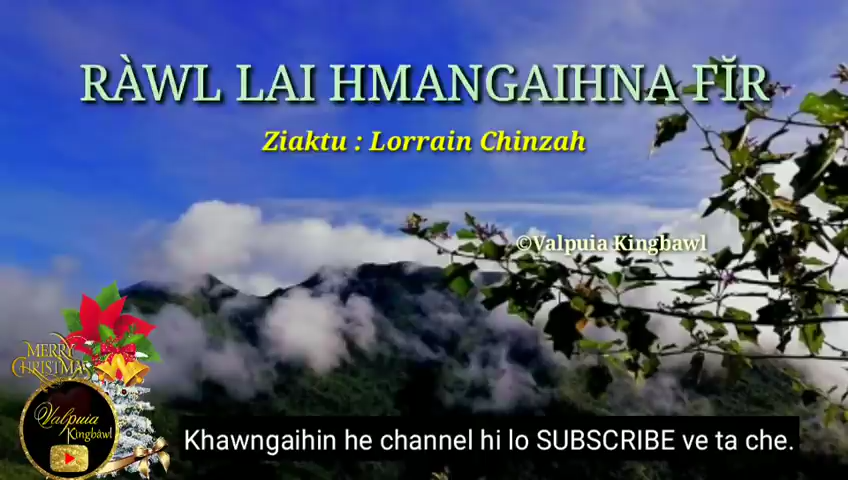 RÀWL LAI HMANGAIHNA FĬR
Ziaktu : Lorrain Chinzah
©Valpuia Kingbawl
MERRY
CHRISTMAS
Valpuia
Kingbàwl
Khawngaihin he channel hi lo SUBSCRIBE ve ta che.